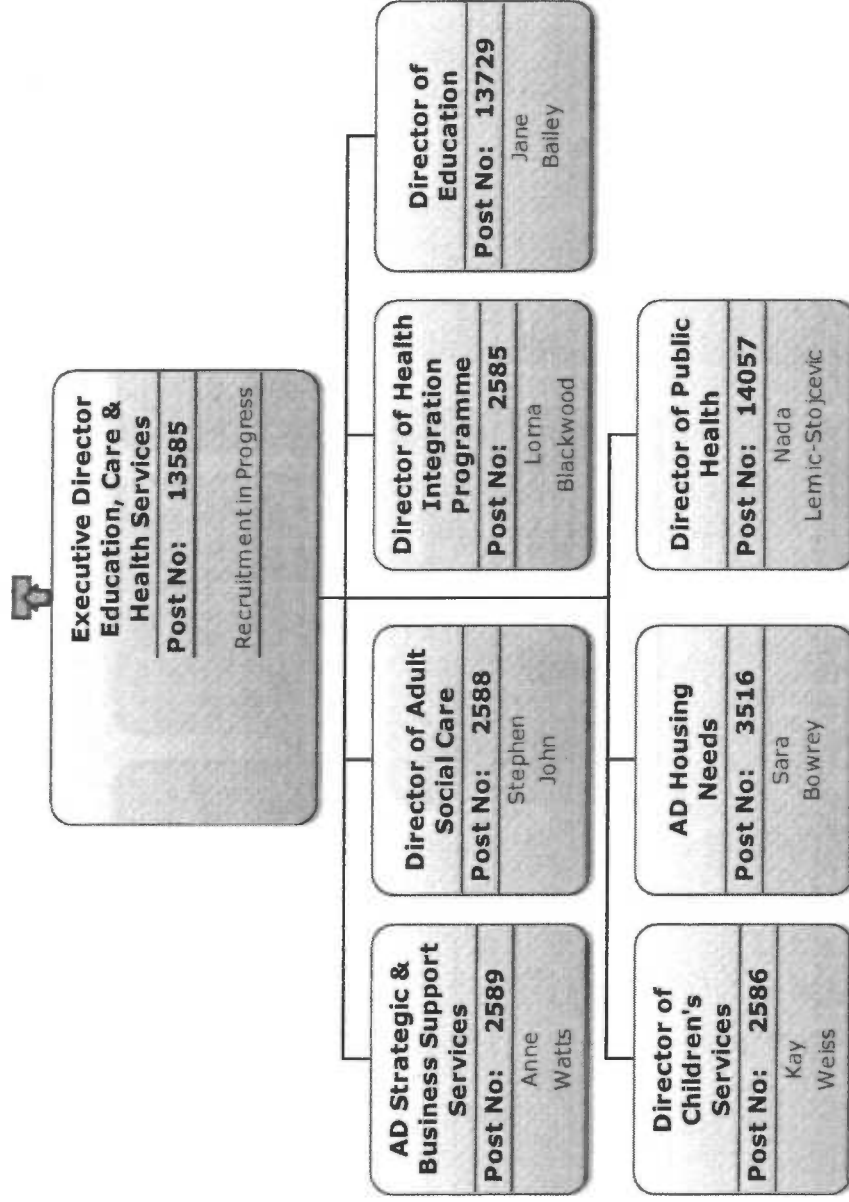 Executive Director
Education, Care &
Health Services
Post No: 13585
Recruitment in Progress
AD Strategic &
Business Support
Services
Post No: 2589
Anne
Watts
Director of Adult
Social Care
Post No: 2588
Stephen
John
Director of Health
Integration
Programme
Post No: 2585
Lorna
Blackwood
Director of
Education
Post No: 13729
Jane
Bailey
Director of
Children's
Services
Post No: 2586
Kay
Weiss
AD Housing
Needs
Post No: 3516
Sara
Bowrey
Director of Public
Health
Post No: 14057
Nada
Lemic-Stojcevic